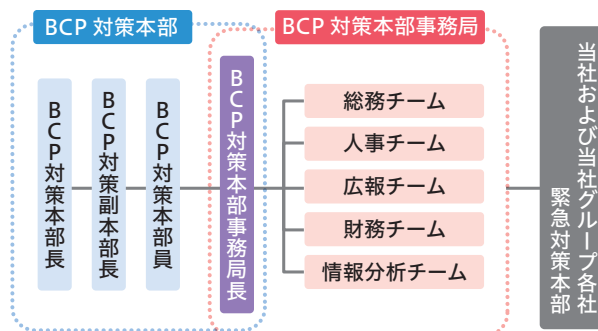 BCP 対策本部
BCP 対策本部事務局
BCP対策本部長
BCP対策副本部長
BCP対策本部員
BCP対策本部事務局長
総務チーム
人事チーム
広報チーム
財務チーム
情報分析チーム
当社および当社グループ各社
緊急対策本部